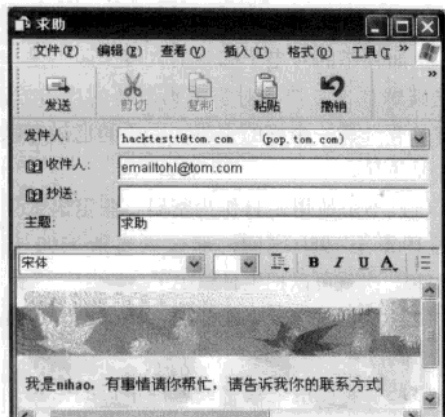 求助
文件(F) 编辑(E) 查看(V) 插入(I) 格式(O) 工具(T »
»
发送 剪切 复制 粘贴 撤销
发件人: hacktestt@tom.com (pop.tom.com)
收件人: emailtohl@tom.com
抄送:
主题: 求助
宋体 B I U A
我是nihao，有事情请你帮忙，请告诉我你的联系方式